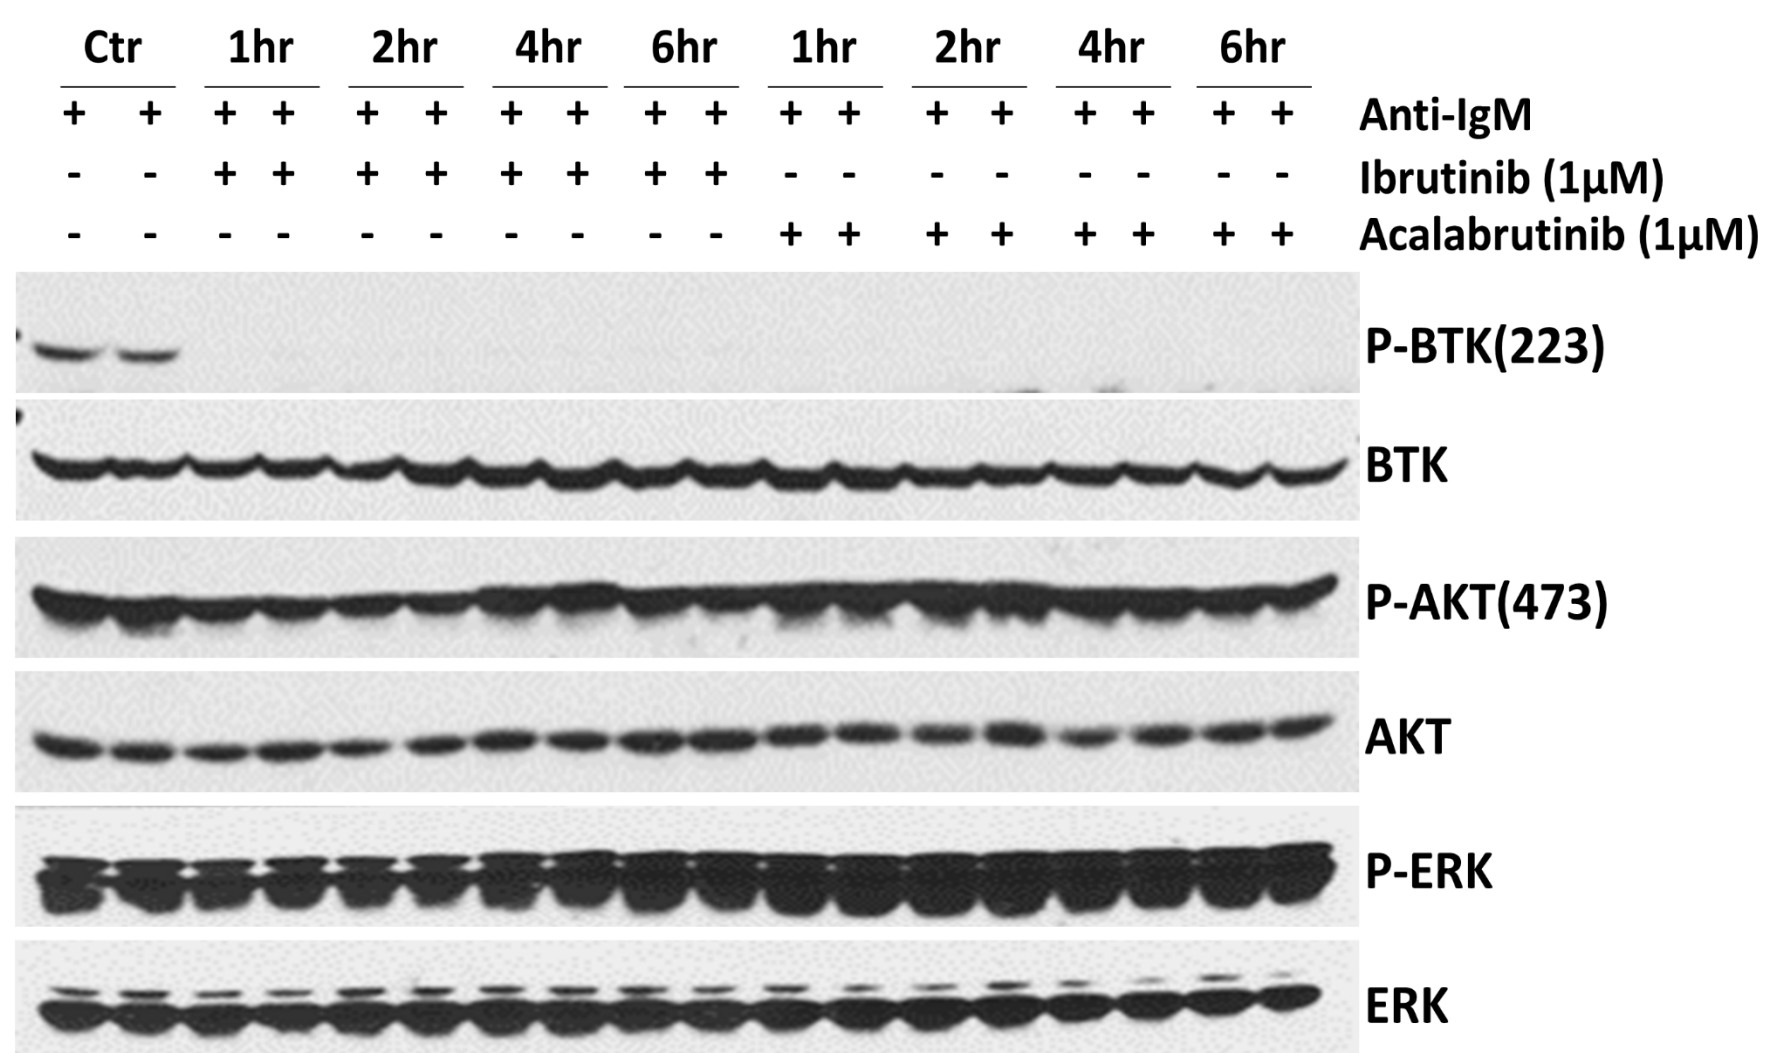 Ctr 1hr 2hr 4hr 6hr 1hr 2hr 4hr 6hr
+ + + + + + + + + + + + + + + + + + Anti-IgM
- - + + + + + + + + - - - - - - - - Ibrutinib (1µM)
- - - - - - - - - - + + + + + + + + Acalabrutinib (1µM)
P-BTK(223)
BTK
P-AKT(473)
AKT
P-ERK
ERK